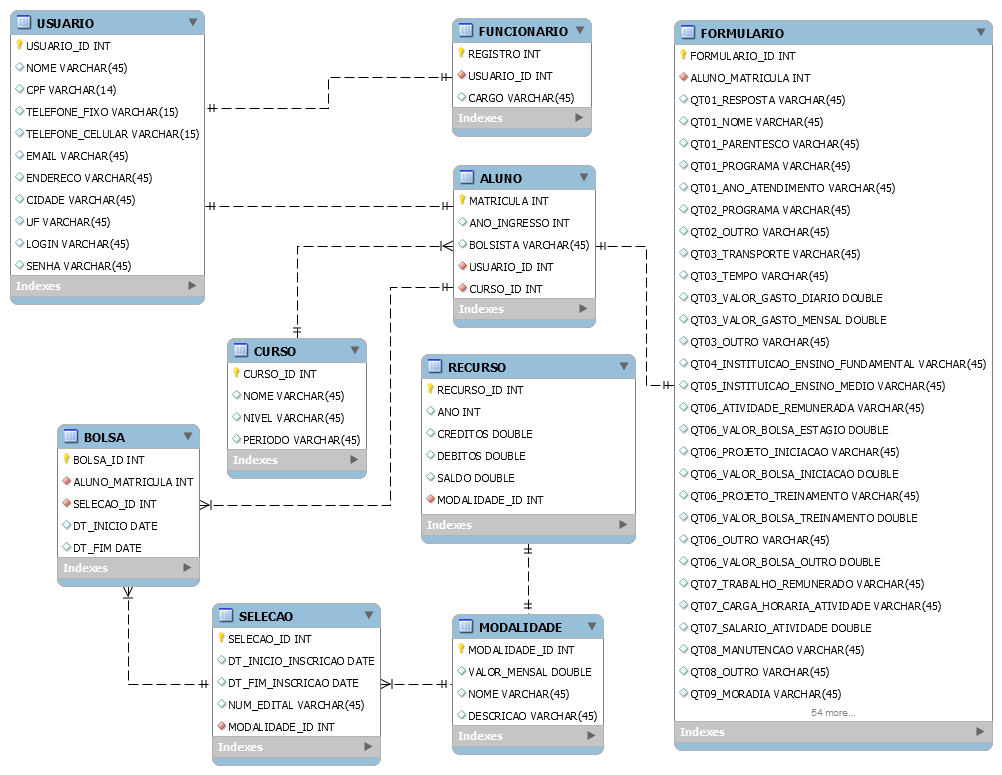 USUARIO
USUARIO_ID INT
NOME VARCHAR(45)
CPF VARCHAR(14)
TELEFONE_FIXO VARCHAR(15)
TELEFONE_CELULAR VARCHAR(15)
EMAIL VARCHAR(45)
ENDERECO VARCHAR(45)
CIDADE VARCHAR(45)
UF VARCHAR(45)
LOGIN VARCHAR(45)
SENHA VARCHAR(45)
Indexes
FUNCIONARIO
REGISTRO INT
USUARIO_ID INT
CARGO VARCHAR(45)
Indexes
ALUNO
MATRICULA INT
ANO_INGRESSO INT
BOLSISTA VARCHAR(45)
USUARIO_ID INT
CURSO_ID INT
Indexes
CURSO
CURSO_ID INT
NOME VARCHAR(45)
NIVEL VARCHAR(45)
PERIODO VARCHAR(45)
Indexes
RECURSO
RECURSO_ID INT
ANO INT
CREDITOS DOUBLE
DEBITOS DOUBLE
SALDO DOUBLE
MODALIDADE_ID INT
Indexes
BOLSA
BOLSA_ID INT
ALUNO_MATRICULA INT
SELECAO_ID INT
DT_INICIO DATE
DT_FIM DATE
Indexes
SELECAO
SELECAO_ID INT
DT_INICIO_INSCRICAO DATE
DT_FIM_INSCRICAO DATE
NUM_EDITAL VARCHAR(45)
MODALIDADE_ID INT
Indexes
MODALIDADE
MODALIDADE_ID INT
VALOR_MENSAL DOUBLE
NOME VARCHAR(45)
DESCRICAO VARCHAR(45)
Indexes
FORMULARIO
FORMULARIO_ID INT
ALUNO_MATRICULA INT
QT01_RESPOSTA VARCHAR(45)
QT01_NOME VARCHAR(45)
QT01_PARENTESCO VARCHAR(45)
QT01_PROGRAMA VARCHAR(45)
QT01_ANO_ATENDIMENTO VARCHAR(45)
QT02_PROGRAMA VARCHAR(45)
QT02_OUTRO VARCHAR(45)
QT03_TRANSPORTE VARCHAR(45)
QT03_TEMPO VARCHAR(45)
QT03_VALOR_GASTO_DIARIO DOUBLE
QT03_VALOR_GASTO_MENSAL DOUBLE
QT03_OUTRO VARCHAR(45)
QT04_INSTITUICAO_ENSINO_FUNDAMENTAL VARCHAR(45)
QT05_INSTITUICAO_ENSINO_MEDIO VARCHAR(45)
QT06_ATIVIDADE_REMUNERADA VARCHAR(45)
QT06_VALOR_BOLSA_ESTAGIO DOUBLE
QT06_PROJETO_INICIACAO VARCHAR(45)
QT06_VALOR_BOLSA_INICIACAO DOUBLE
QT06_PROJETO_TREINAMENTO VARCHAR(45)
QT06_VALOR_BOLSA_TREINAMENTO DOUBLE
QT06_OUTRO VARCHAR(45)
QT06_VALOR_BOLSA_OUTRO DOUBLE
QT07_TRABALHO_REMUNERADO VARCHAR(45)
QT07_CARGA_HORARIA_ATIVIDADE VARCHAR(45)
QT07_SALARIO_ATIVIDADE DOUBLE
QT08_MANUTENCAO VARCHAR(45)
QT08_OUTRO VARCHAR(45)
QT09_MORADIA VARCHAR(45)
54 more...
Indexes